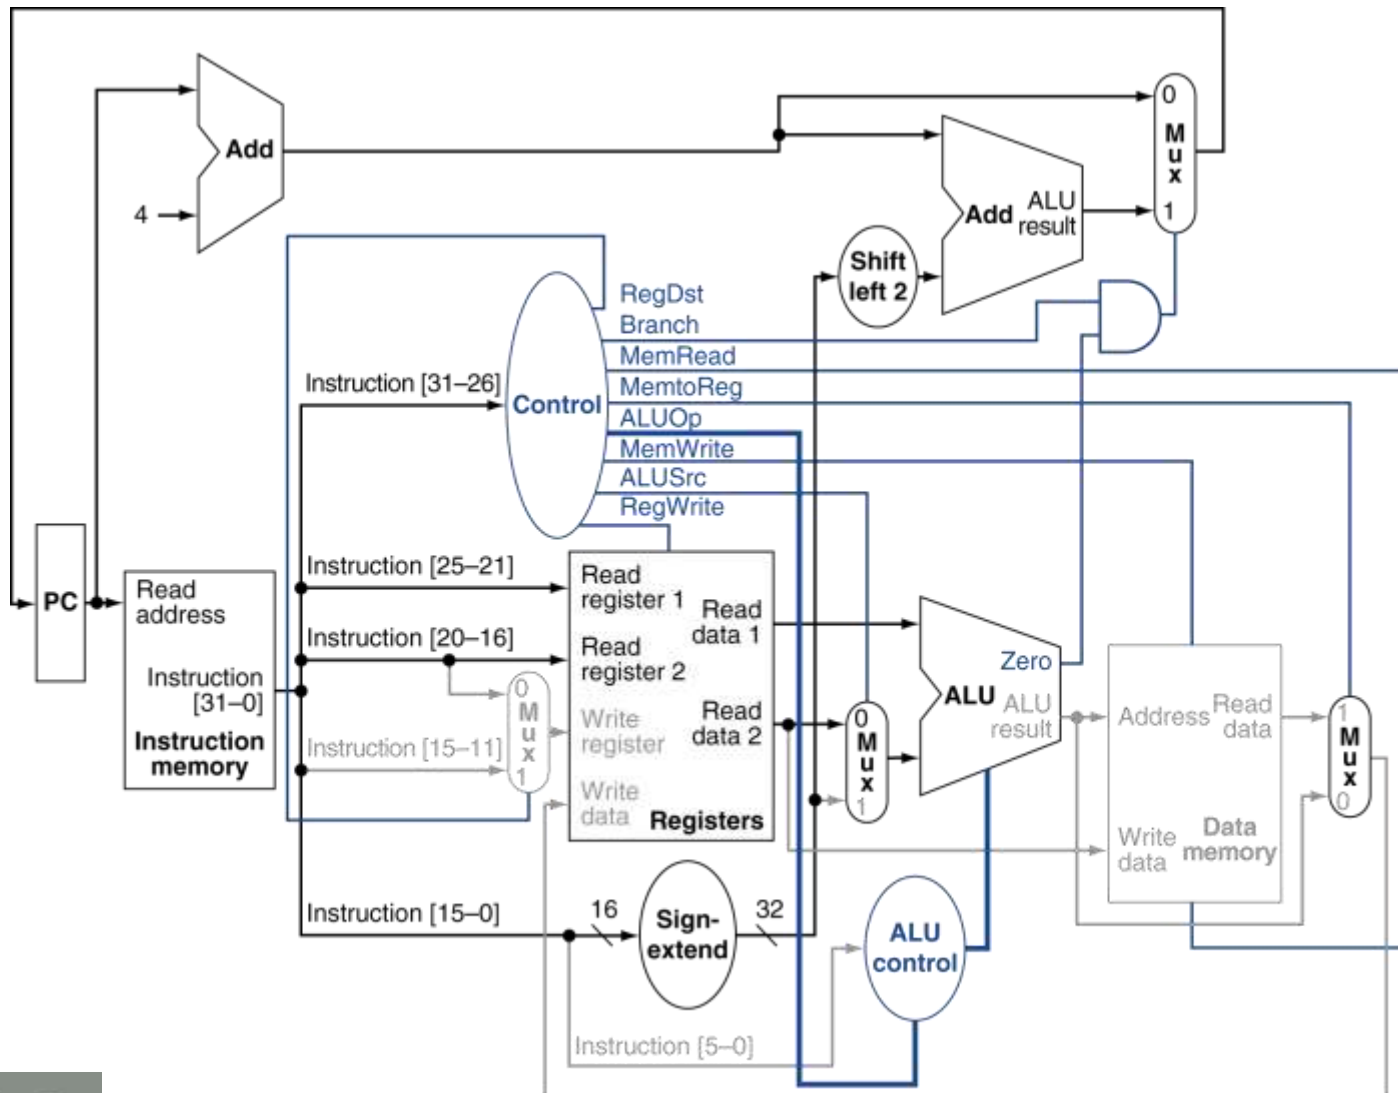 0
M
u
x
1
Add
4
Add
ALU
result
Shift
left 2
RegDst
Branch
MemRead
MemtoReg
ALUOp
MemWrite
ALUSrc
RegWrite
Control
Instruction [31–26]
PC
Read
address
Instruction
[31–0]
Instruction
memory
Instruction [25–21]
Instruction [20–16]
Instruction [15–11]
0
M
u
x
1
Read
register 1
Read
register 2
Write
register
Write
data
Read
data 1
Read
data 2
Registers
0
M
u
x
1
ALU
Zero
ALU
result
Address
Read
data
Write
data
Data
memory
1
M
u
x
0
Instruction [15–0]
16
Sign-
extend
32
ALU
control
Instruction [5–0]